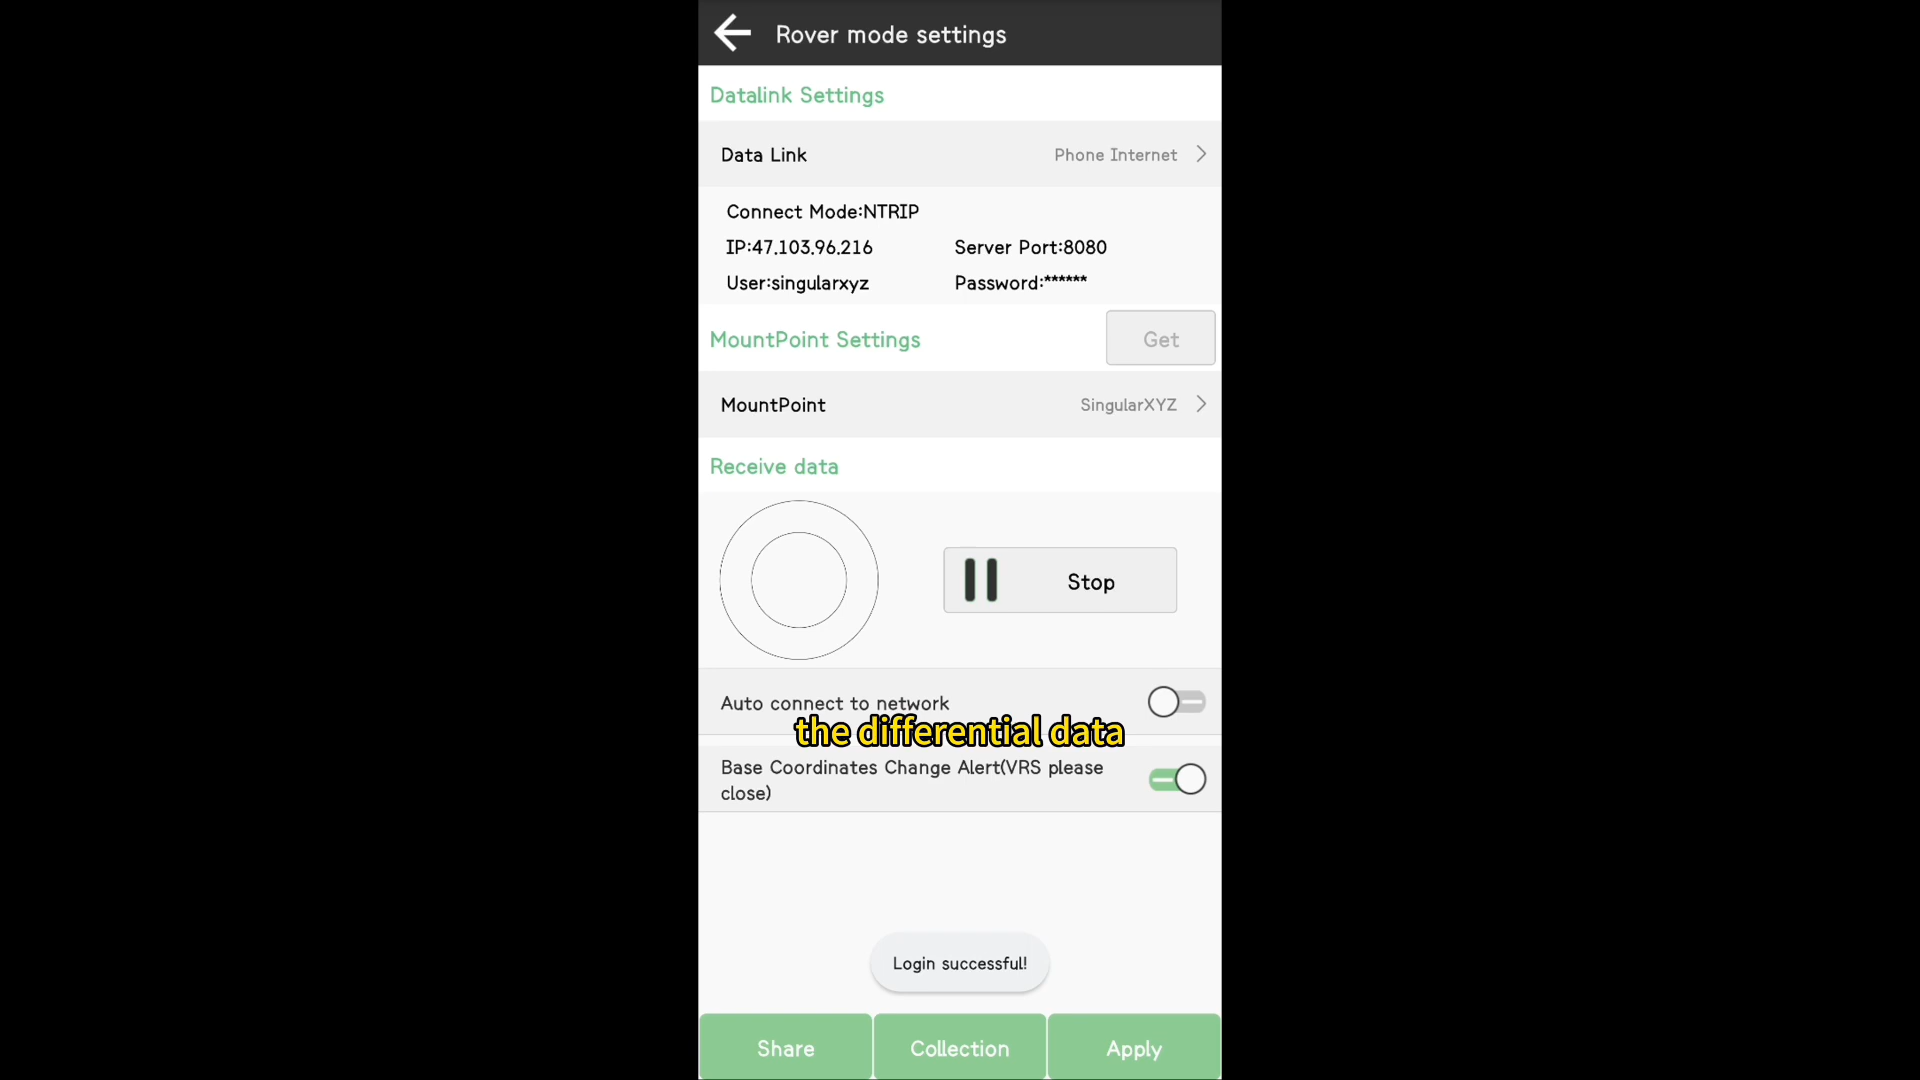 Rover mode settings
Datalink Settings
Data Link
Phone Internet
Connect Mode:NTRIP
IP:47.103.96.216
Server Port:8080
User:singularxyz
Password:******
MountPoint Settings
Get
MountPoint
SingularXYZ
Receive data
Stop
Auto connect to network
the differential data
Base Coordinates Change Alert(VRS please
close)
Login successful!
Share
Collection
Apply